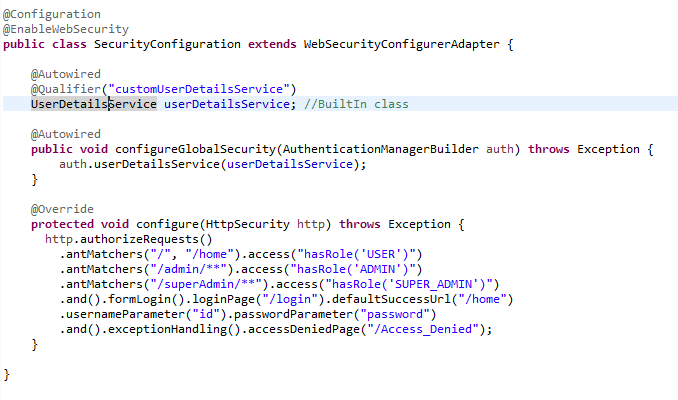 @Configuration
@EnableWebSecurity
public class SecurityConfiguration extends WebSecurityConfigurerAdapter {
@Autowired
@Qualifier("customUserDetailsService")
UserDetailsService userDetailsService; //BuiltIn class
@Autowired
public void configureGlobalSecurity(AuthenticationManagerBuilder auth) throws Exception {
auth.userDetailsService(userDetailsService);
}
@Override
protected void configure(HttpSecurity http) throws Exception {
http.authorizeRequests()
.antMatchers("/", "/home").access("hasRole('USER')")
.antMatchers("/admin/**").access("hasRole('ADMIN')")
.antMatchers("/superAdmin/**").access("hasRole('SUPER_ADMIN')")
.and().formLogin().loginPage("/login").defaultSuccessUrl("/home")
.usernameParameter("id").passwordParameter("password")
.and().exceptionHandling().accessDeniedPage("/Access_Denied");
}
}